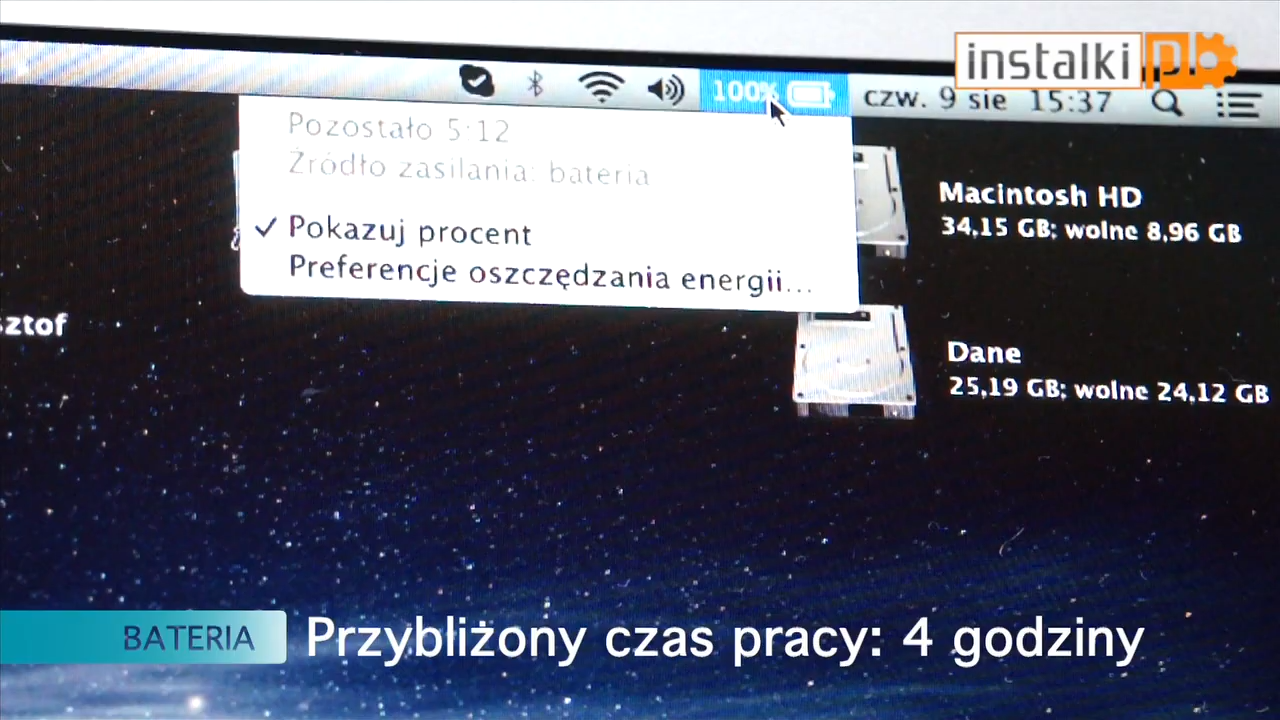 instalki.pl
100% czw. 9 sie 15:37
Pozostało 5:12
Źródło zasilania: bateria
Pokazuj procent
Preferencje oszczędzania energii...
Macintosh HD
34,15 GB; wolne 8,96 GB
sztof
Dane
25,19 GB; wolne 24,12 GB
BATERIA
Przybliżony czas pracy: 4 godziny